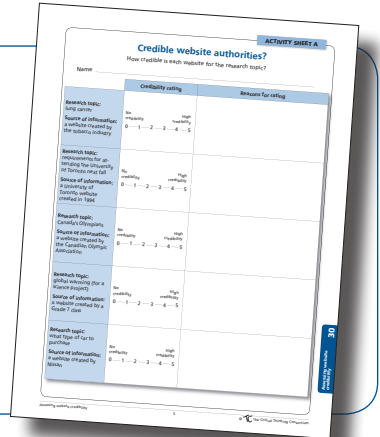 ACTIVITY SHEET A
Credible website authorities?
How credible is each website for the research topic?
Name
Credibility rating
Reasons for rating
Research topic:
lung cancer
Source of information:
a website created by
the tobacco industry
No
credibility
High
credibility
0 — 1 — 2 — 3 — 4 — 5
Research topic:
requirements for at-
tending the University
of Toronto next fall
Source of information:
a University of
Toronto website
created in 1994
No
credibility
High
credibility
0 — 1 — 2 — 3 — 4 — 5
Research topic:
Canada's Olympians
Source of information:
a website created by
the Canadian Olympic
Association
No
credibility
High
credibility
0 — 1 — 2 — 3 — 4 — 5
Research topic:
global warming (for a
science project)
Source of information:
a website created by a
Grade 7 class
No
credibility
High
credibility
0 — 1 — 2 — 3 — 4 — 5
Research topic:
what type of car to
purchase
Source of information:
a website created by
Nissan
No
credibility
High
credibility
0 — 1 — 2 — 3 — 4 — 5
30
Assessing website
credibility
Assessing website credibility
The Critical Thinking Consortium